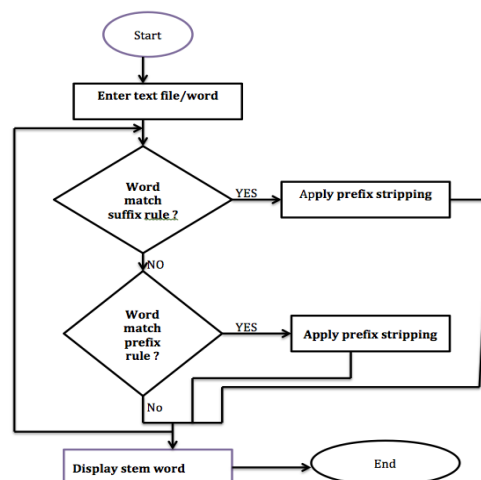 Start
Enter text file/word
Word
match
suffix rule ?
YES
Apply prefix stripping
NO
Word
match
prefix
rule ?
YES
Apply prefix stripping
No
Display stem word
End